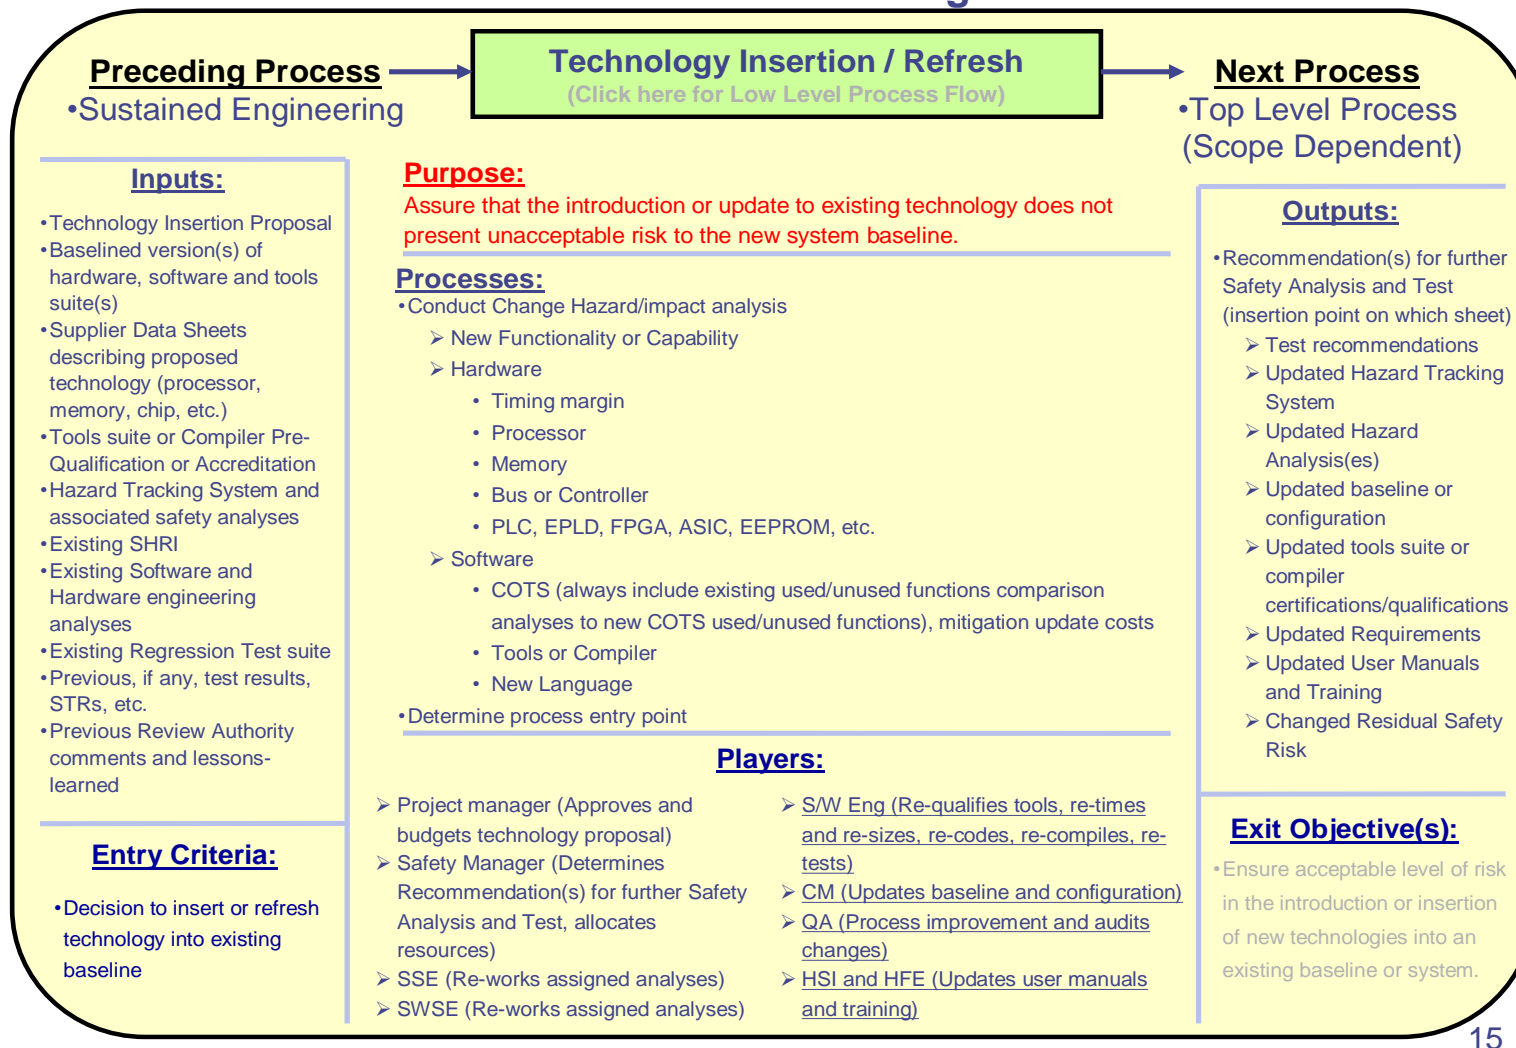 Preceding Process
•Sustained Engineering
Technology Insertion / Refresh
(Click here for Low Level Process Flow)
Next Process
•Top Level Process
(Scope Dependent)
Inputs:
•Technology Insertion Proposal
•Baselined version(s) of
hardware, software and tools
suite(s)
•Supplier Data Sheets
describing proposed
technology (processor,
memory, chip, etc.)
•Tools suite or Compiler Pre-
Qualification or Accreditation
•Hazard Tracking System and
associated safety analyses
•Existing SHRI
•Existing Software and
Hardware engineering
analyses
•Existing Regression Test suite
•Previous, if any, test results,
STRs, etc.
•Previous Review Authority
comments and lessons-
learned
Entry Criteria:
•Decision to insert or refresh
technology into existing
baseline
Purpose:
Assure that the introduction or update to existing technology does not
present unacceptable risk to the new system baseline.
Processes:
•Conduct Change Hazard/impact analysis
➢ New Functionality or Capability
➢ Hardware
• Timing margin
• Processor
• Memory
• Bus or Controller
• PLC, EPLD, FPGA, ASIC, EEPROM, etc.
➢ Software
• COTS (always include existing used/unused functions comparison
analyses to new COTS used/unused functions), mitigation update costs
• Tools or Compiler
• New Language
•Determine process entry point
Players:
➢ Project manager (Approves and
budgets technology proposal)
➢ Safety Manager (Determines
Recommendation(s) for further Safety
Analysis and Test, allocates
resources)
➢ SSE (Re-works assigned analyses)
➢ SWSE (Re-works assigned analyses)
➢ S/W Eng (Re-qualifies tools, re-times
and re-sizes, re-codes, re-compiles, re-
tests)
➢ CM (Updates baseline and configuration)
➢ QA (Process improvement and audits
changes)
➢ HSI and HFE (Updates user manuals
and training)
Outputs:
•Recommendation(s) for further
Safety Analysis and Test
(insertion point on which sheet)
➢ Test recommendations
➢ Updated Hazard Tracking
System
➢ Updated Hazard
Analysis(es)
➢ Updated baseline or
configuration
➢ Updated tools suite or
compiler
certifications/qualifications
➢ Updated Requirements
➢ Updated User Manuals
and Training
➢ Changed Residual Safety
Risk
Exit Objective(s):
•Ensure acceptable level of risk
in the introduction or insertion
of new technologies into an
existing baseline or system.
15